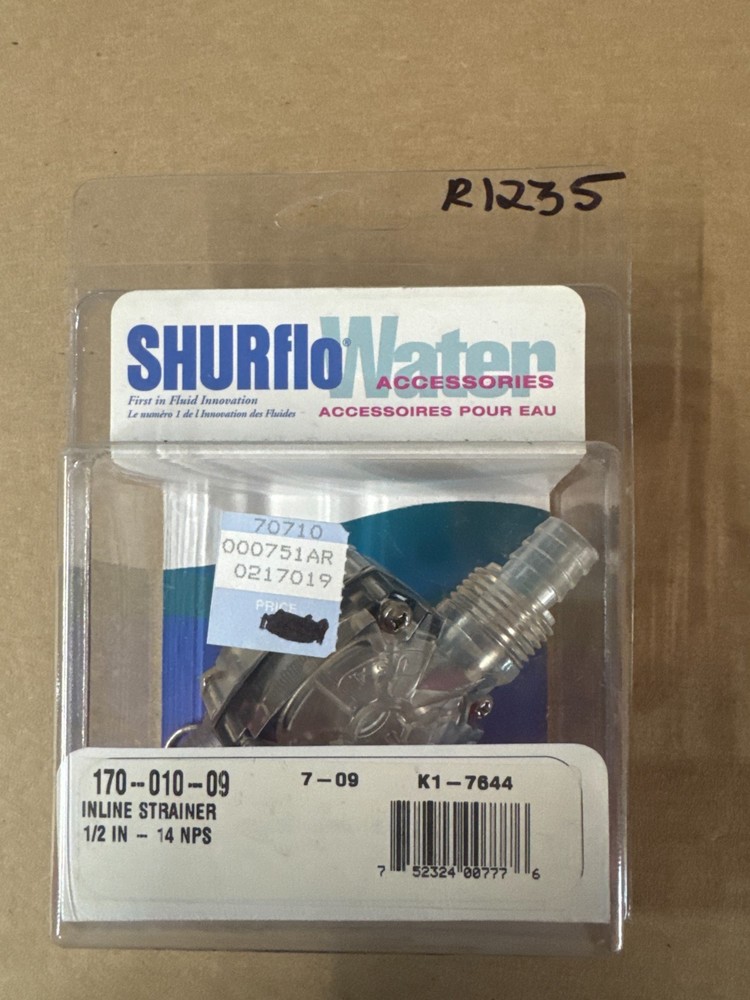 R1235
SHURflo® Water
ACCESSORIES
First in Fluid Innovation
Le numéro 1 de l Innovation des Fluides
ACCESSOIRES POUR EAU
70710
000751AR
0217019
PRICE
170-010-09 7-09 K1-7644
INLINE STRAINER
1/2 IN - 14 NPS
7 52324 00777 6